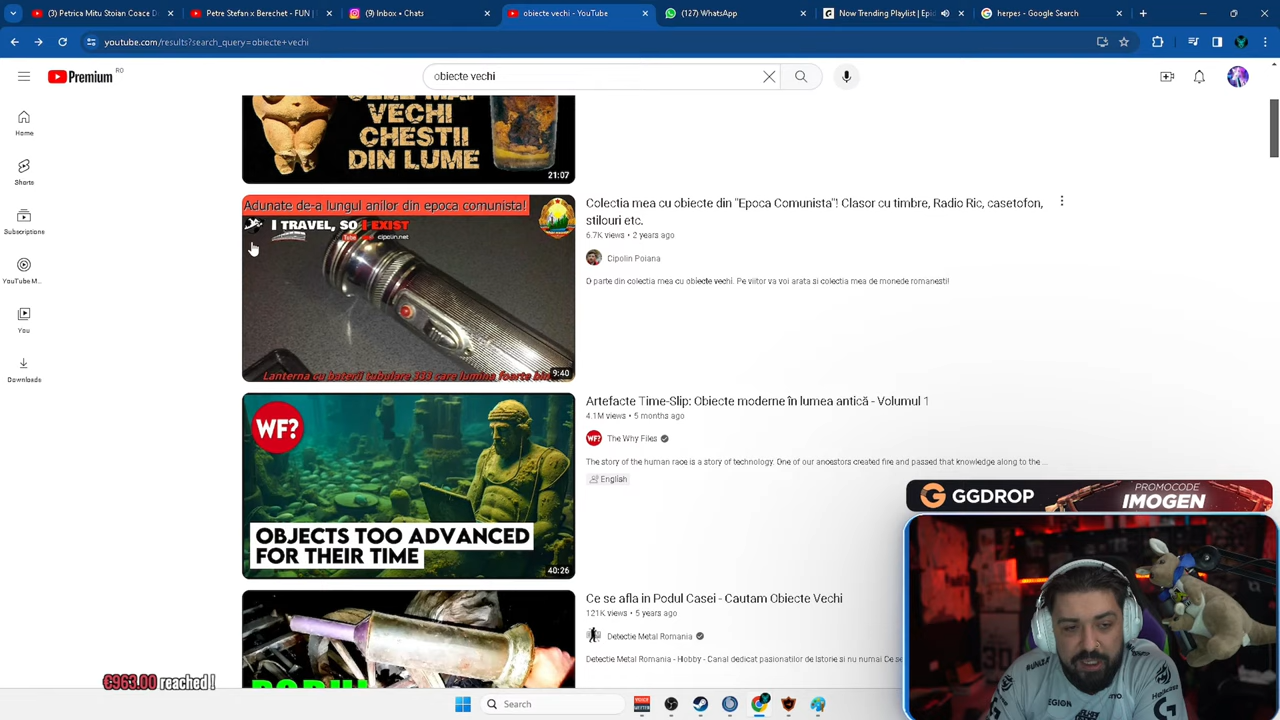 (3) Petrica Mitu Stoian Coace D
Petre Stefan x Berechet - FUN |
(9) Inbox • Chats
obiecte vechi - YouTube
(127) WhatsApp
Now Trending Playlist | Epid
herpes - Google Search
youtube.com/results?search_query=obiecte+vechi
Premium RO
obiecte vechi
Home
Shorts
Subscriptions
YouTube M...
You
Downloads
VECHI
CHESTII
DIN LUME
21:07
Adunate de-a lungul anilor din epoca comunista!
I TRAVEL, SO I EXIST
cipolin.net
Lanterna cu baterii tubulare 333 care lumina foarte bin
9:40
Colectia mea cu obiecte din "Epoca Comunista"! Clasor cu timbre, Radio Ric, casetofon,
stilouri etc.
6.7K views • 2 years ago
Cipolin Poiana
O parte din colectia mea cu obiecte vechi. Pe viitor va voi arata si colectia mea de monede romanesti!
WF?
OBJECTS TOO ADVANCED
FOR THEIR TIME
40:26
Artefacte Time-Slip: Obiecte moderne în lumea antică - Volumul 1
4.1M views • 5 months ago
The Why Files
The story of the human race is a story of technology. One of our ancestors created fire and passed that knowledge along to the ...
English
Ce se afla in Podul Casei - Cautam Obiecte Vechi
121K views • 5 years ago
Detectie Metal Romania
Detectie Metal Romania - Hobby - Canal dedicat pasionatilor de Istorie si nu numai Ce se
GGDROP
PROMOCODE
IMOGEN
LEGION
€963.00 reached !
Search